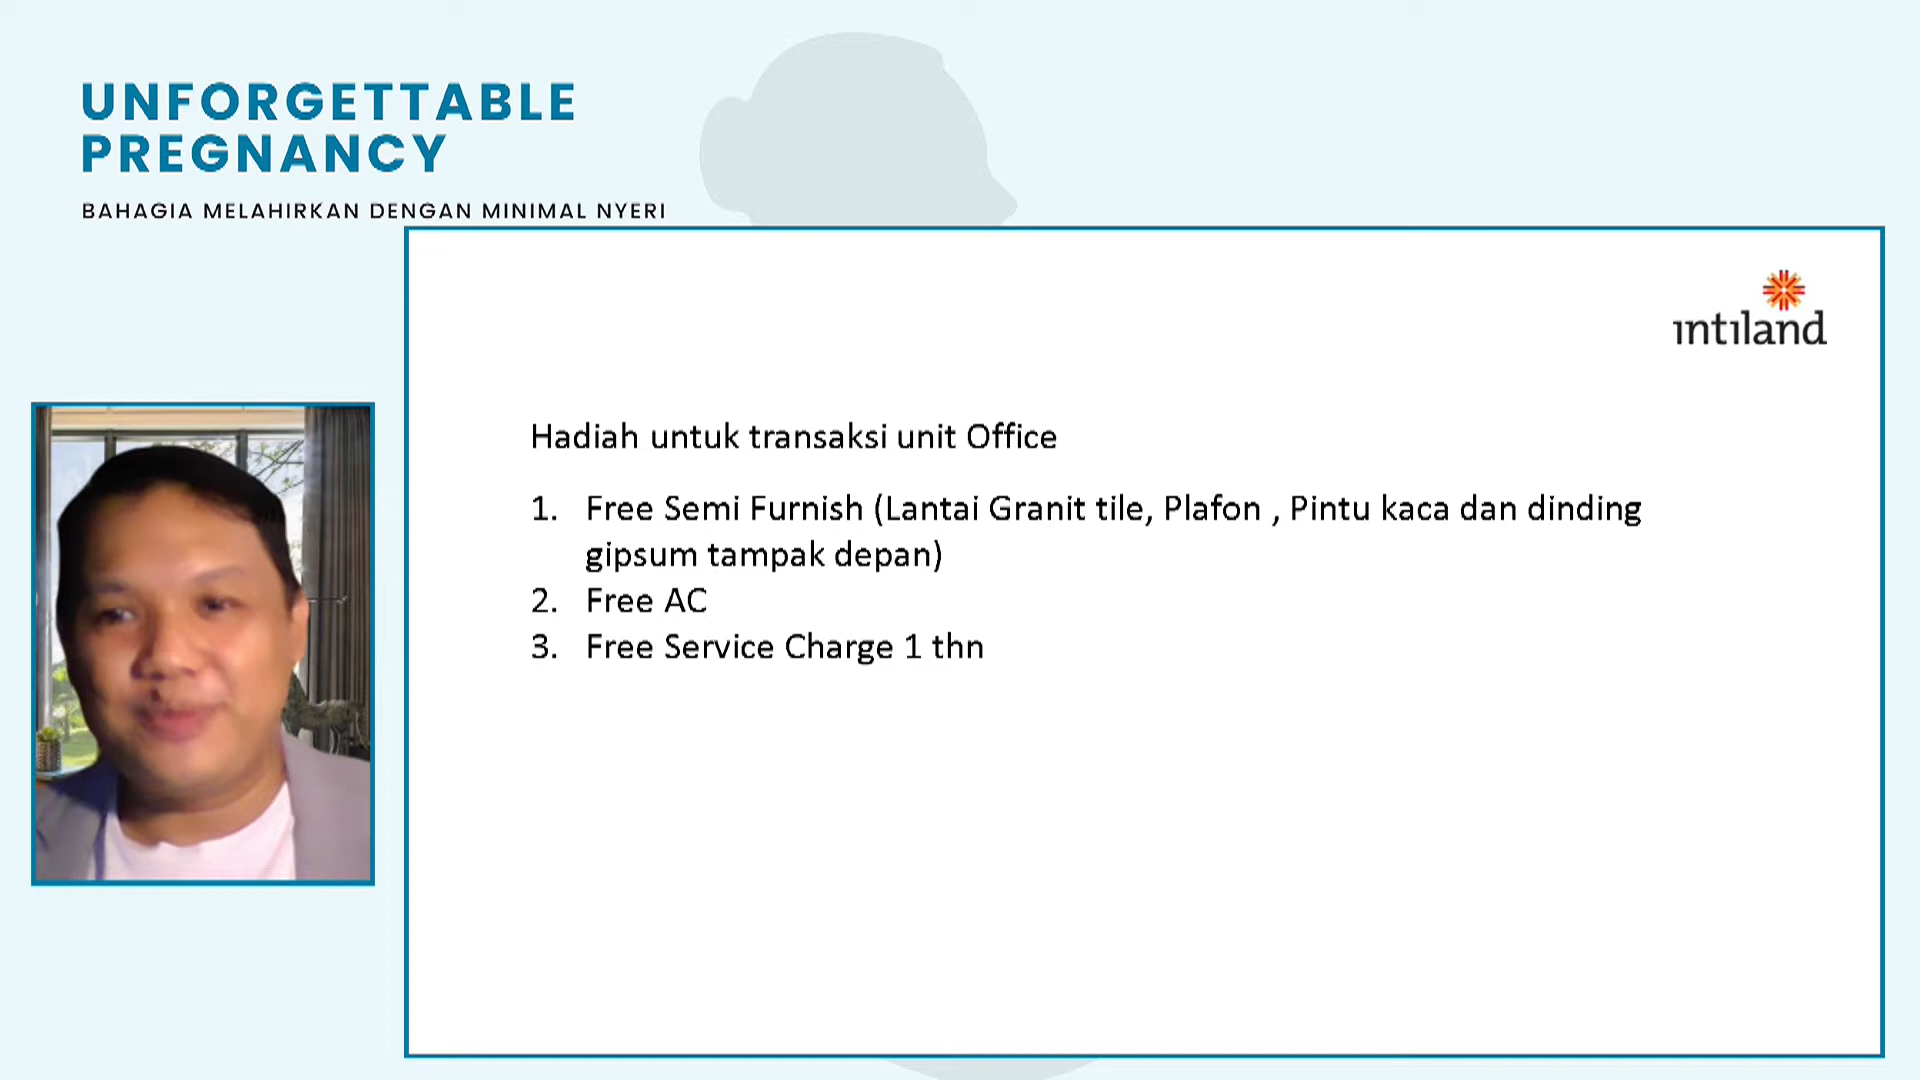 UNFORGETTABLE
PREGNANCY
BAHAGIA MELAHIRKAN DENGAN MINIMAL NYERI
intiland
Hadiah untuk transaksi unit Office
1. Free Semi Furnish (Lantai Granit tile, Plafon , Pintu kaca dan dinding
gipsum tampak depan)
2. Free AC
3. Free Service Charge 1 thn